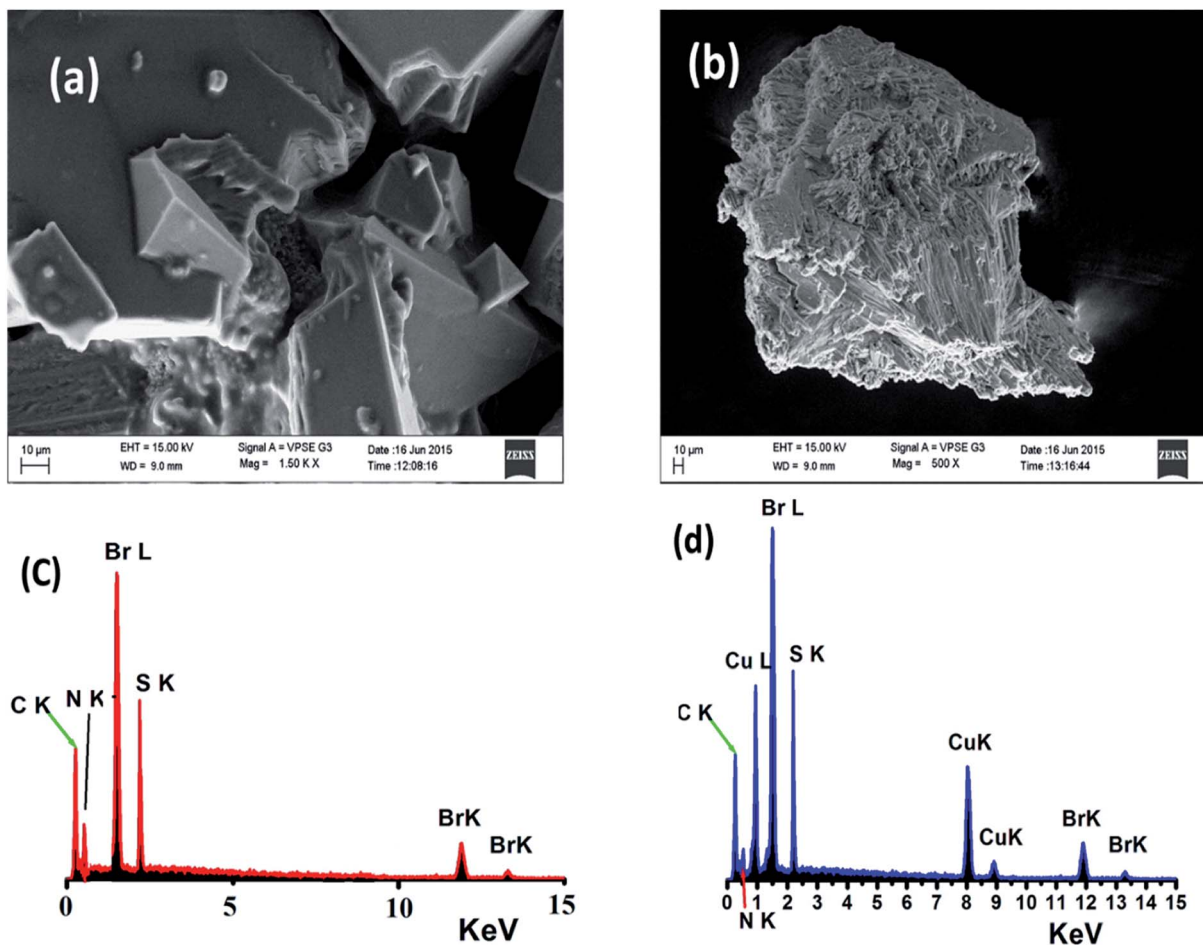 (a)
10 µm
EHT = 15.00 kV
WD = 9.0 mm
Signal A = VPSE G3
Mag = 1.50 K X
Date :16 Jun 2015
Time :12:08:16
ZEISS
(b)
10 µm
EHT = 15.00 kV
WD = 9.0 mm
Signal A = VPSE G3
Mag = 500 X
Date :16 Jun 2015
Time :13:16:44
ZEISS
(C)
Br L
C K
N K
S K
BrK
BrK
0 5 10 15
KeV
(d)
Br L
Cu L
S K
C K
CuK
CuK
BrK
BrK
0 1 2 3 4 5 6 7 8 9 10 11 12 13 14 15
N K
KeV